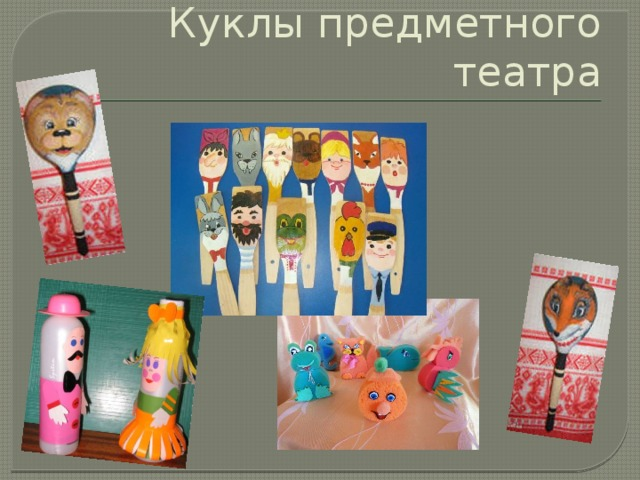 Куклы предметного
театра